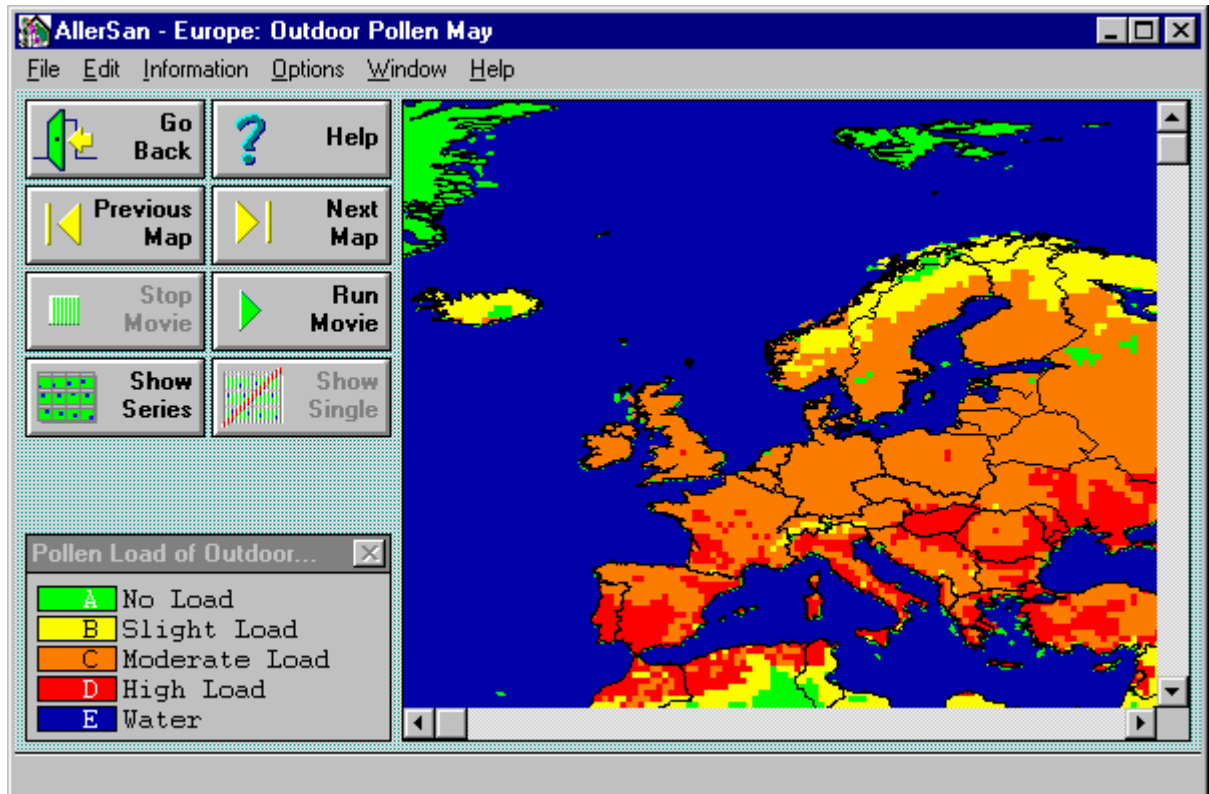 AllerSan - Europe: Outdoor Pollen May
File Edit Information Options Window Help
Go
Back
Help
Previous
Map
Next
Map
Stop
Movie
Run
Movie
Show
Series
Show
Single
Pollen Load of Outdoor...
A No Load
B Slight Load
C Moderate Load
D High Load
E Water